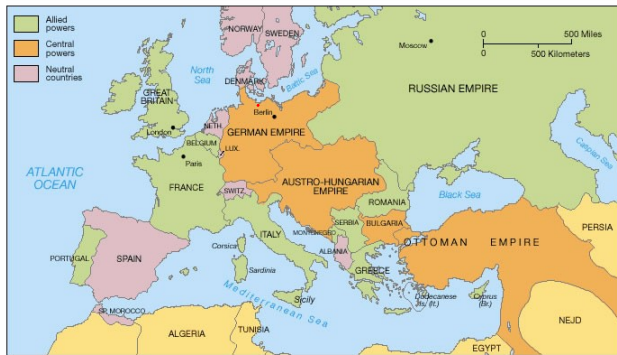 Allied
powers
Central
powers
Neutral
countries
NORWAY
SWEDEN
Moscow
0 500 Miles
0 500 Kilometers
North
Sea
DENMARK
Baltic Sea
RUSSIAN EMPIRE
GREAT
BRITAIN
London
NETH.
Berlin
GERMAN EMPIRE
BELGIUM
LUX.
Paris
ATLANTIC
OCEAN
FRANCE
SWITZ.
AUSTRO-HUNGARIAN
EMPIRE
Caspian
Sea
ROMANIA
Black Sea
SERBIA
BULGARIA
MONTENEGRO
ITALY
Corsica
ALBANIA
OTTOMAN EMPIRE
PERSIA
PORTUGAL
SPAIN
Sardinia
GREECE
Sicily
Dodecanese
Is. (It.)
Cyprus
(Br.)
Mediterranean Sea
SP. MOROCCO
ALGERIA
TUNISIA
EGYPT
NEJD